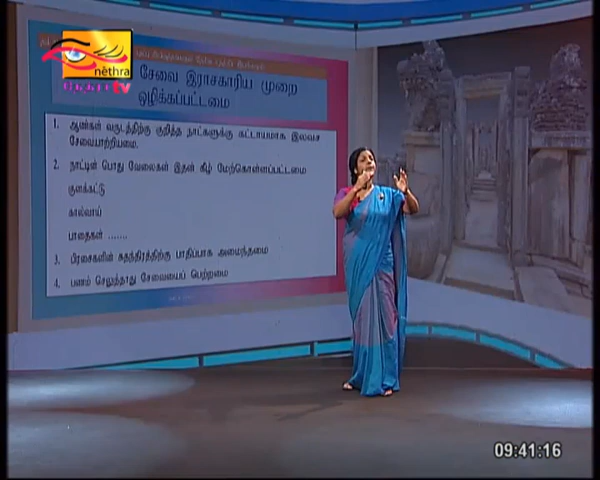 nethra
நேத்ரா tv
சேவை இராசகாரிய முறை
ஒழிக்கப்பட்டமை
1. ஆண்கள் வருடத்திற்கு குறித்த நாட்களுக்கு கட்டாயமாக இலவச
சேவையாற்றியமை.
2. நாட்டின் பொது வேலைகள் இதன் கீழ் மேற்கொள்ளப்பட்டமை
குளக்கட்டு
கால்வாய்
பாதைகள் .......
3. பிரசைகளின் சுதந்திரத்திற்கு பாதிப்பாக அமைந்தமை
4. பணம் செலுத்தாது சேவையைப் பெற்றமை
09:41:16